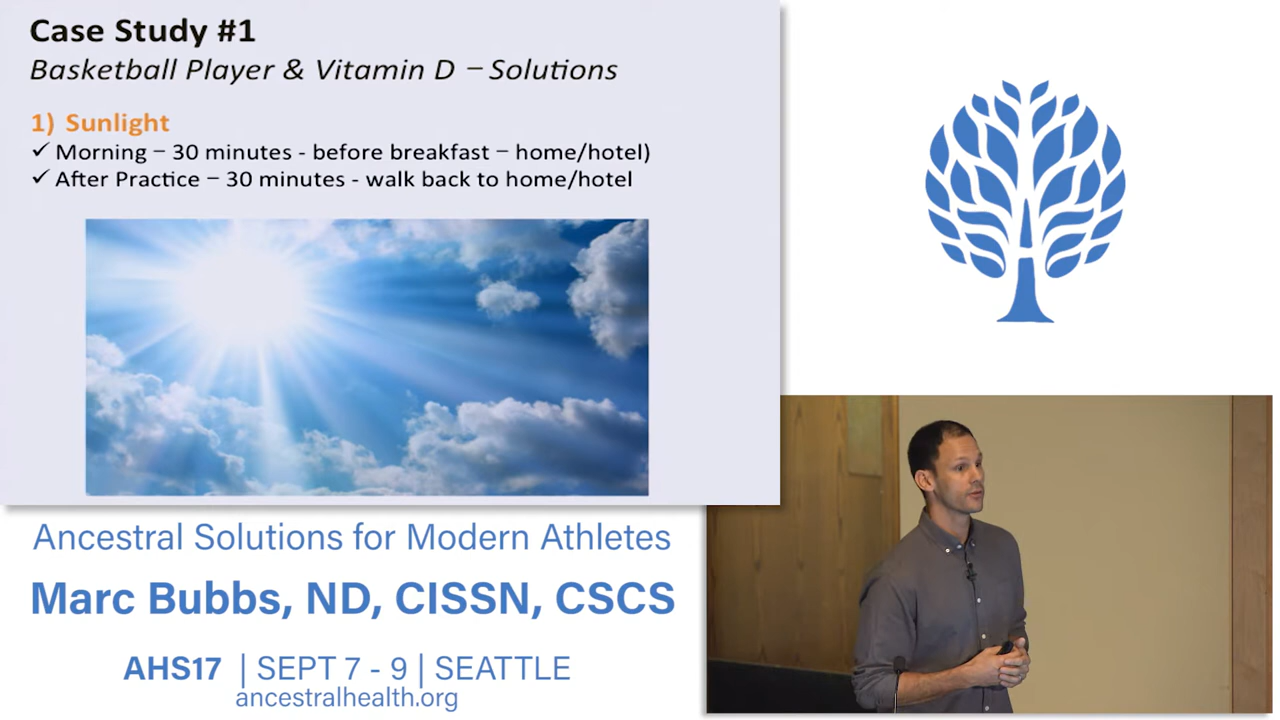 Case Study #1
Basketball Player & Vitamin D – Solutions
1) Sunlight
✓ Morning – 30 minutes - before breakfast – home/hotel)
✓ After Practice – 30 minutes - walk back to home/hotel
Ancestral Solutions for Modern Athletes
Marc Bubbs, ND, CISSN, CSCS
AHS17 | SEPT 7 - 9 | SEATTLE
ancestralhealth.org